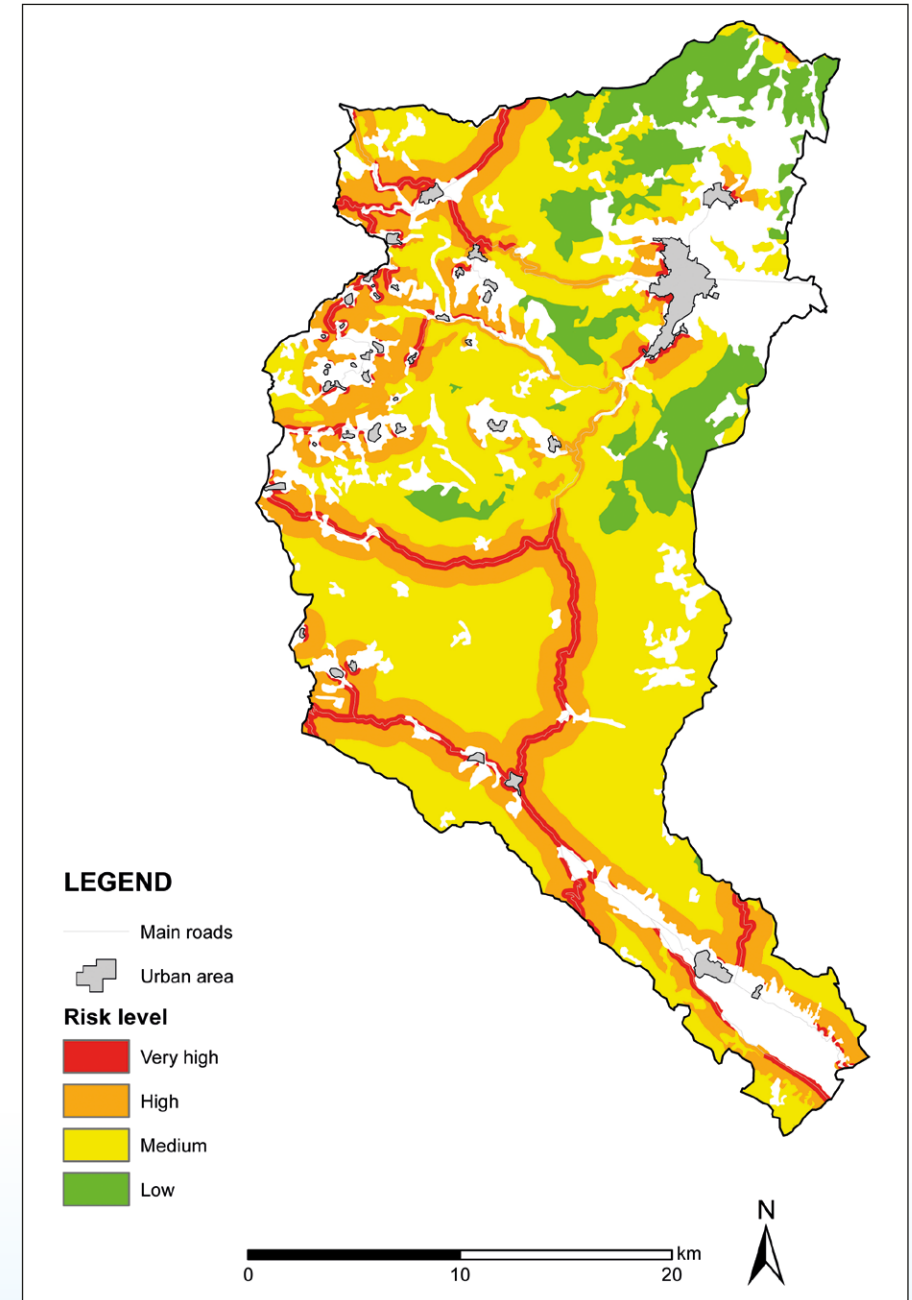 LEGEND
Main roads
Urban area
Risk level
Very high
High
Medium
Low
N
km
0 10 20